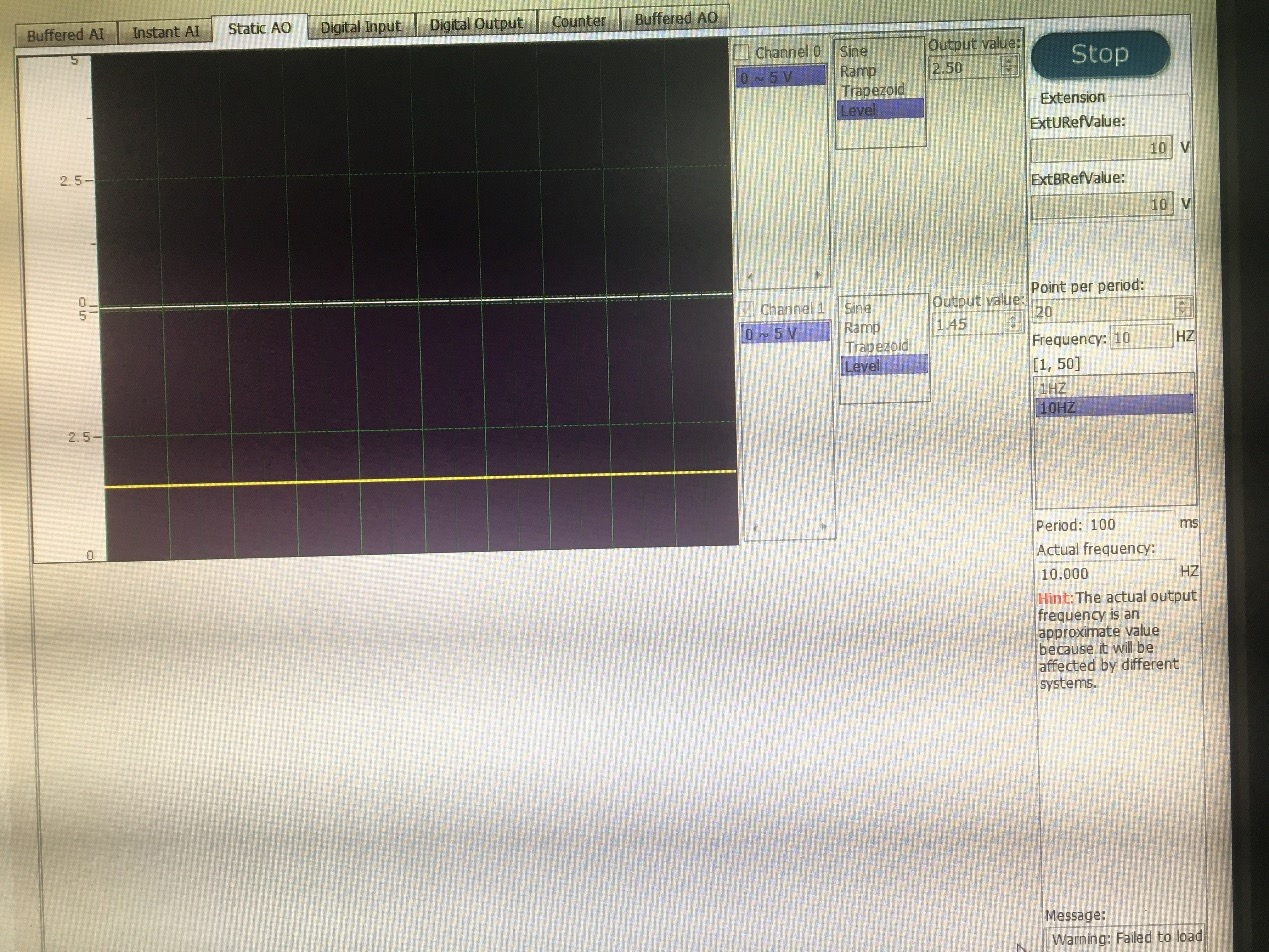 Buffered AI
Instant AI
Static AO
Digital Input
Digital Output
Counter
Buffered AO
5
2.5
0
Channel 0
0 ~ 5 V
Sine
Ramp
Trapezoid
Level
Output value:
2.50
5
2.5
0
Channel 1
0 ~ 5 V
Sine
Ramp
Trapezoid
Level
Output value:
1.45
Stop
Extension
ExtURefValue:
10 V
ExtBRefValue:
10 V
Point per period:
20
Frequency: 10 HZ
[1, 50]
1HZ
10HZ
Period: 100 ms
Actual frequency:
10.000 HZ
Hint:The actual output
frequency is an
approximate value
because it will be
affected by different
systems.
Message:
Warning: Failed to load